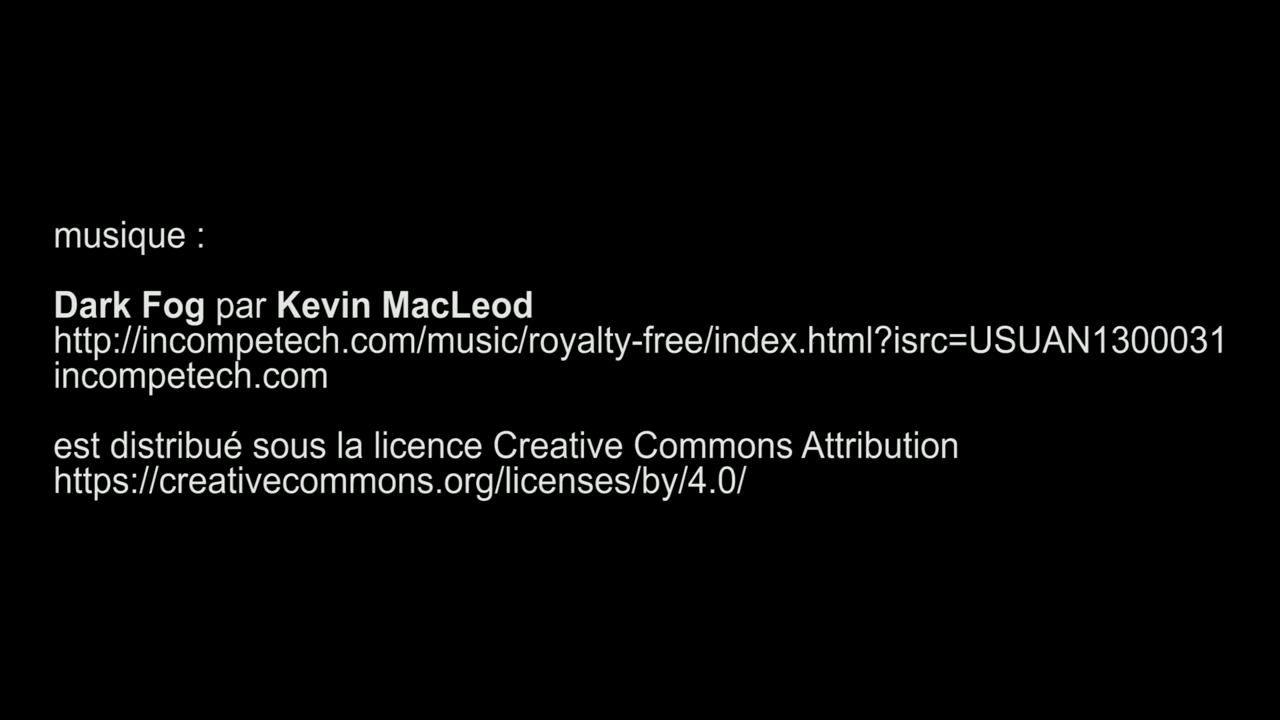 musique :
Dark Fog par Kevin MacLeod
http://incompetech.com/music/royalty-free/index.html?isrc=USUAN1300031
incompetech.com
est distribué sous la licence Creative Commons Attribution
https://creativecommons.org/licenses/by/4.0/